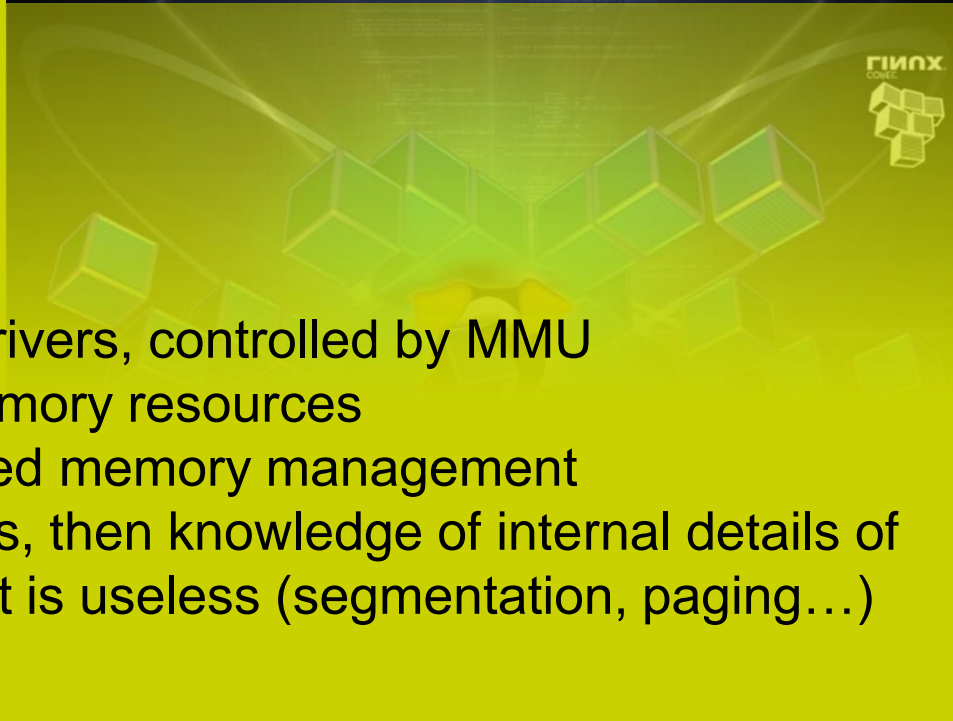 rivers, controlled by MMU
mory resources
ed memory management
s, then knowledge of internal details of
t is useless (segmentation, paging…)